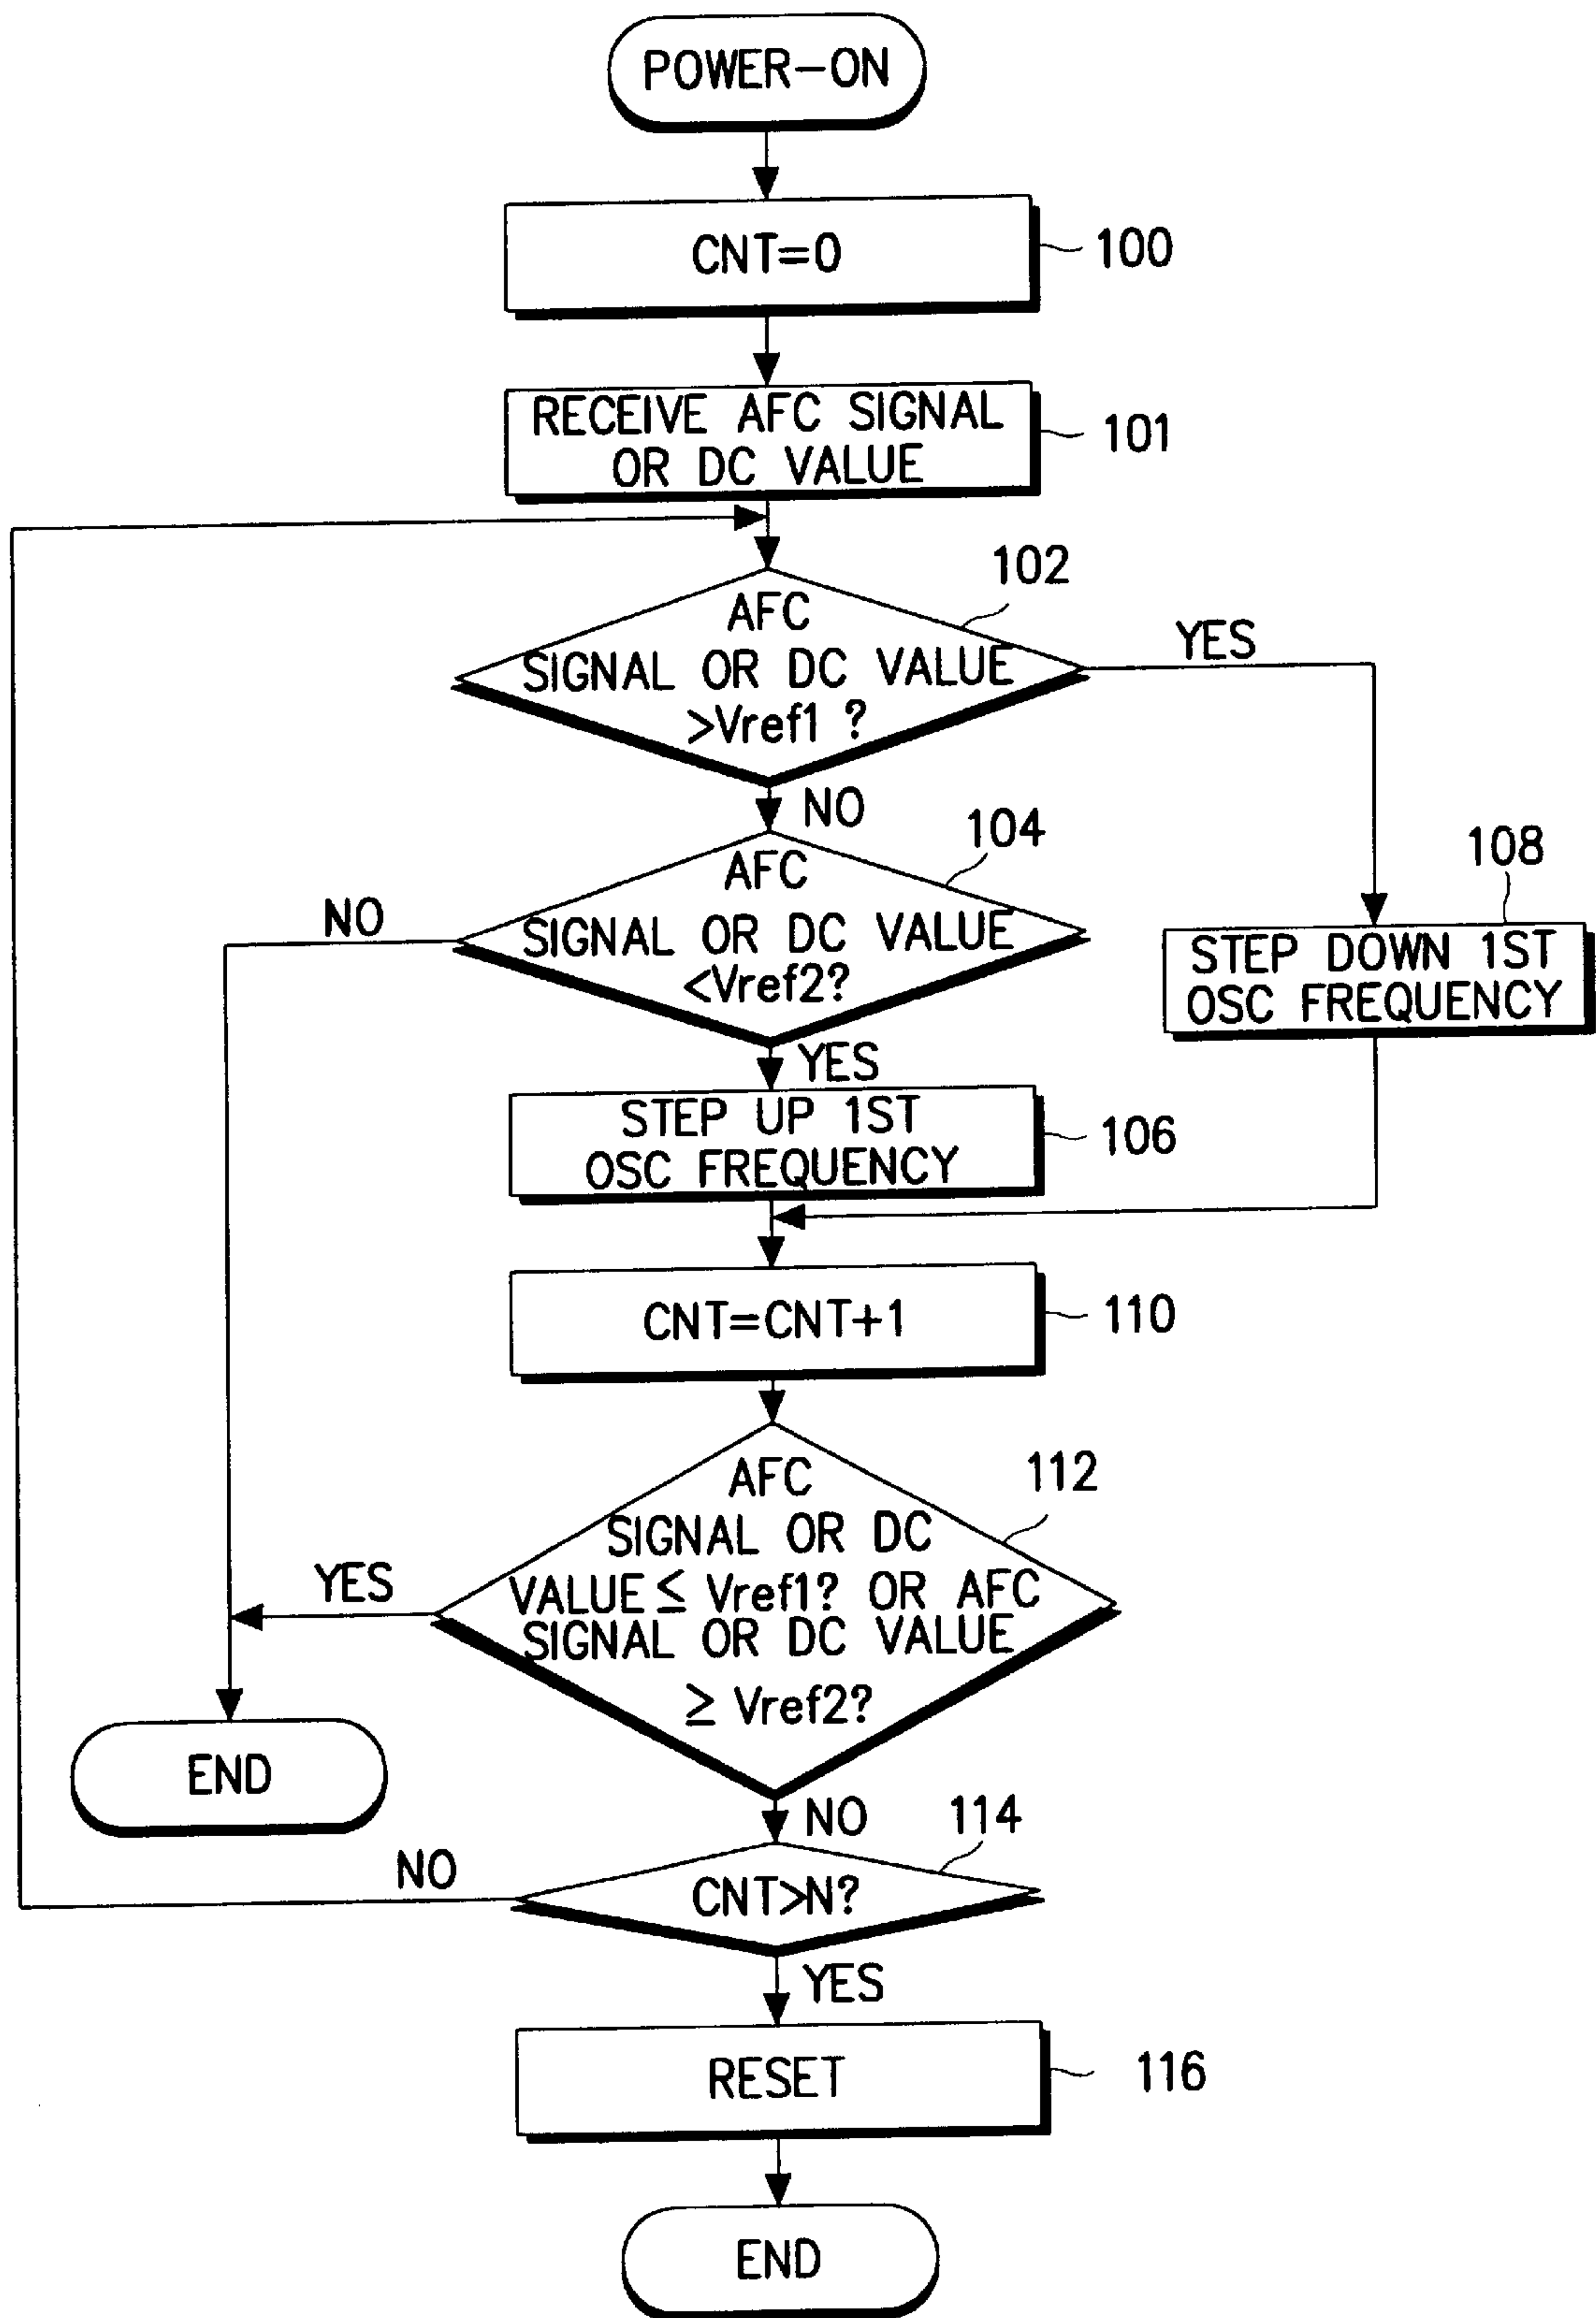 POWER-ON
CNT=0
100
RECEIVE AFC SIGNAL
OR DC VALUE
101
102
AFC
SIGNAL OR DC VALUE
>Vref1 ?
YES
NO
104
AFC
SIGNAL OR DC VALUE
<Vref2?
NO
108
STEP DOWN 1ST
OSC FREQUENCY
YES
STEP UP 1ST
OSC FREQUENCY
106
CNT=CNT+1
110
112
AFC
SIGNAL OR DC
VALUE ≤ Vref1? OR AFC
SIGNAL OR DC VALUE
≥ Vref2?
YES
END
NO
114
NO
CNT>N?
YES
RESET
116
END